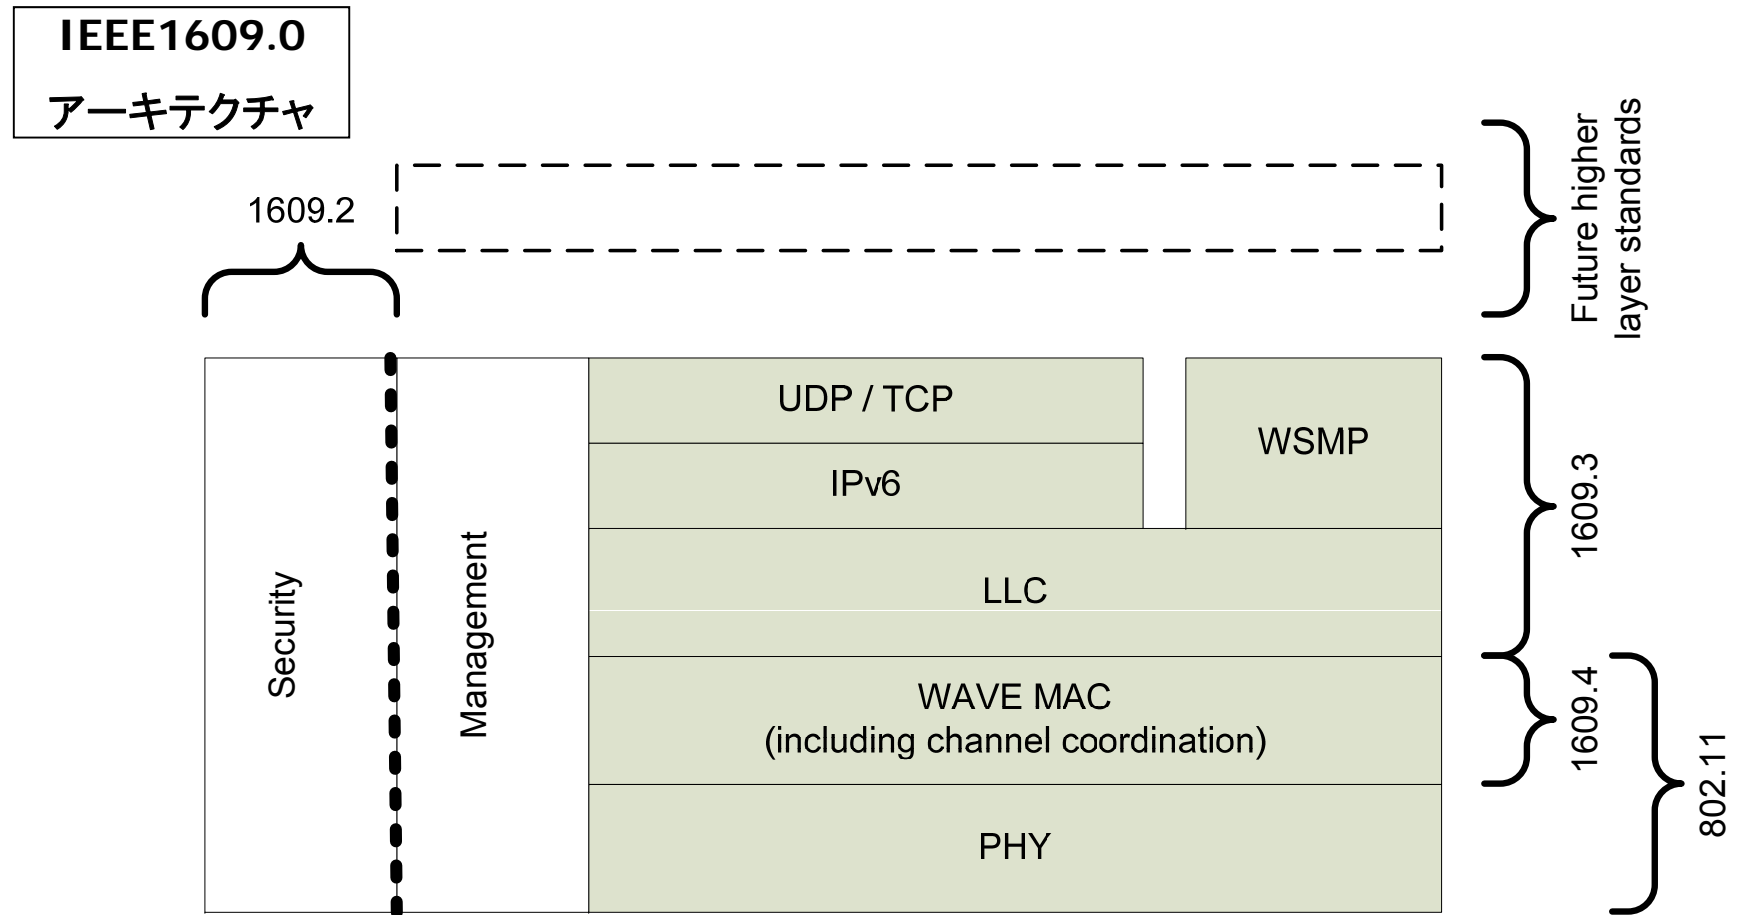 IEEE1609.0
アーキテクチャ
1609.2
Future higher
layer standards
Security
Management
UDP / TCP
IPv6
WSMP
LLC
WAVE MAC
(including channel coordination)
PHY
1609.3
1609.4
802.11